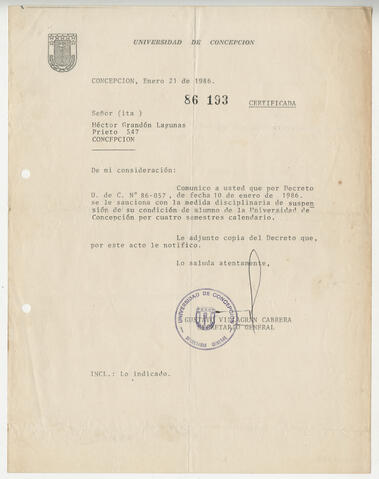 UNIVERSIDAD DE CONCEPCION
CONCEPCION, Enero 21 de 1986.
86 193 CERTIFICADA
Señor (ita )
Héctor Grandón Lagunas
Prieto 547
CONCEPCION
De mi consideración:
Comunico a usted que por Decreto
U. de C. N° 86-057, de fecha 10 de enero de 1986.
se le sanciona con la medida disciplinaria de suspen
sión de su condición de alumno de la Universidad de
Concepción por cuatro semestres calendario.
Le adjunto copia del Decreto que,
por este acto le notifico.
Lo saluda atentamente,
UNIVERSIDAD DE CONCEPCION
SECRETARIO GENERAL
GUSTAVO VILLAGRAN CABRERA
SECRETARIO GENERAL
INCL.: Lo indicado.